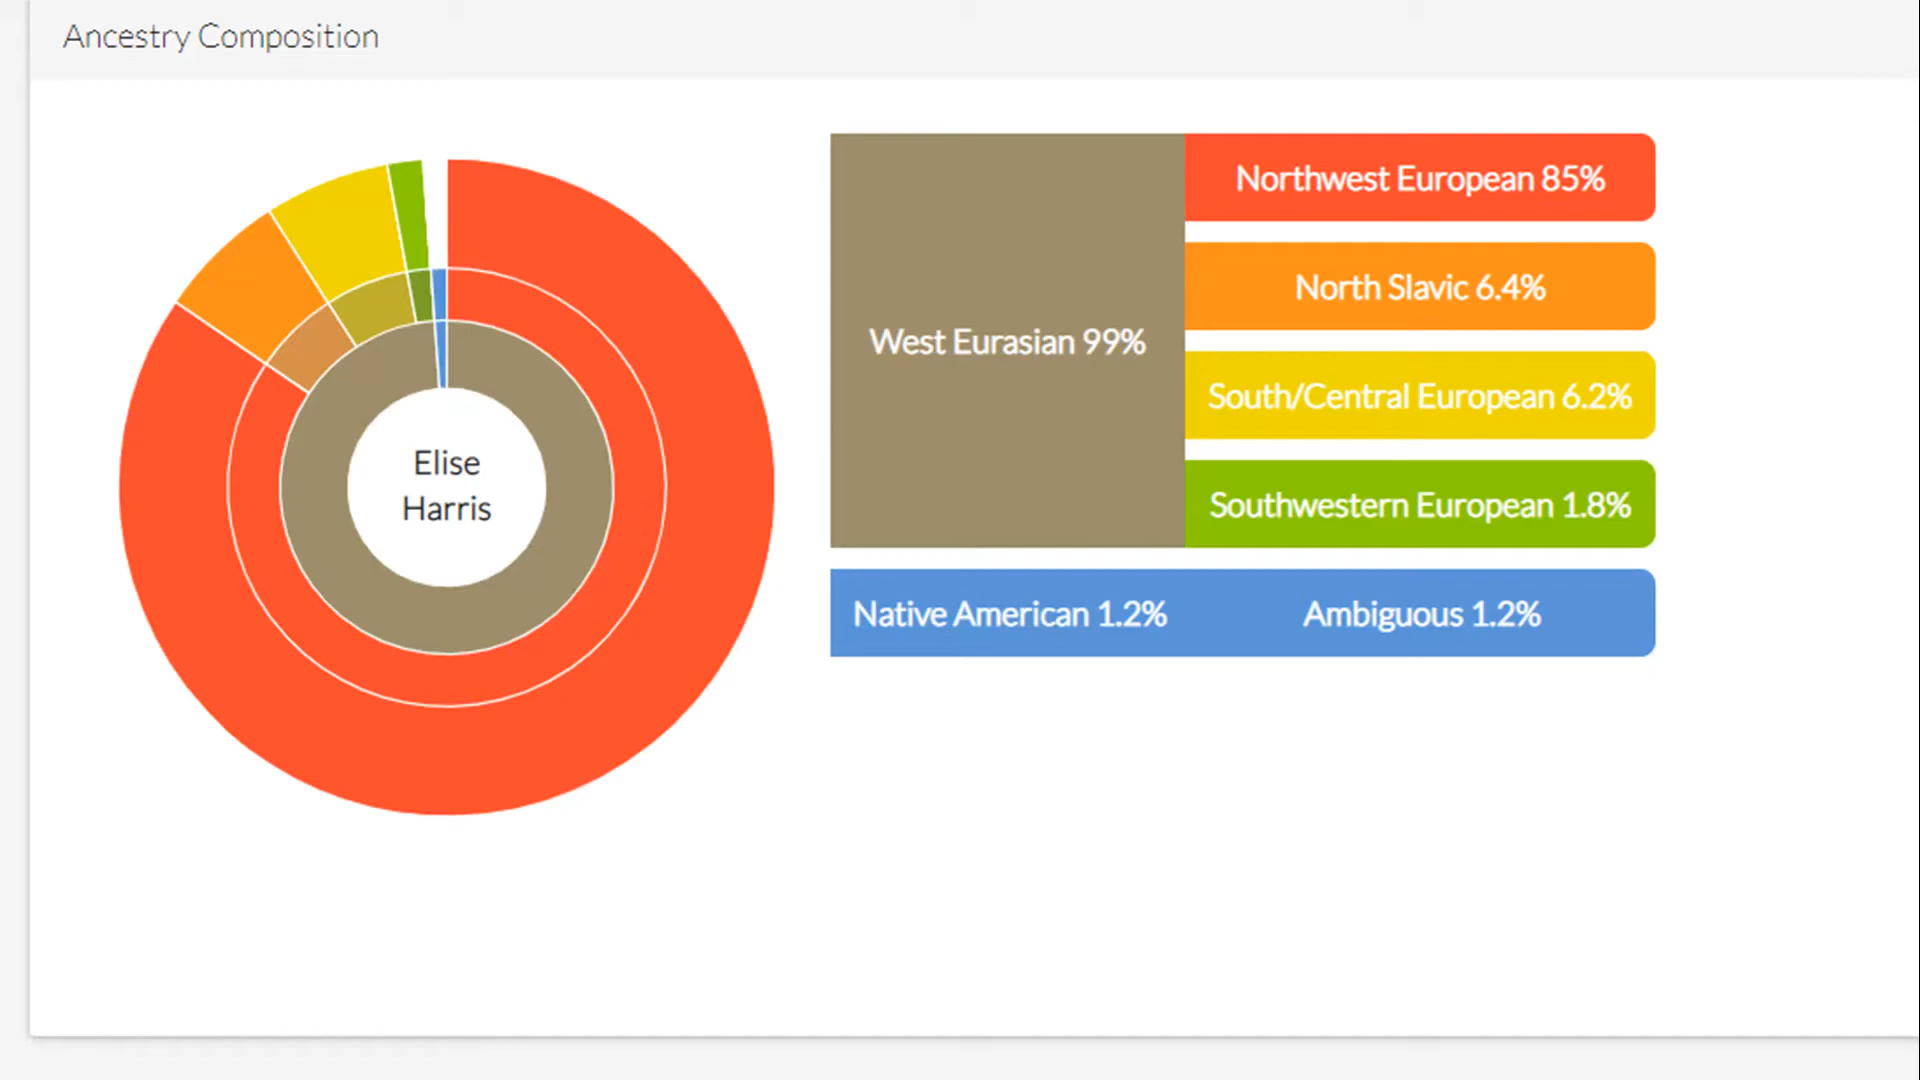 Ancestry Composition
Elise
Harris
West Eurasian 99%
Northwest European 85%
North Slavic 6.4%
South/Central European 6.2%
Southwestern European 1.8%
Native American 1.2%
Ambiguous 1.2%